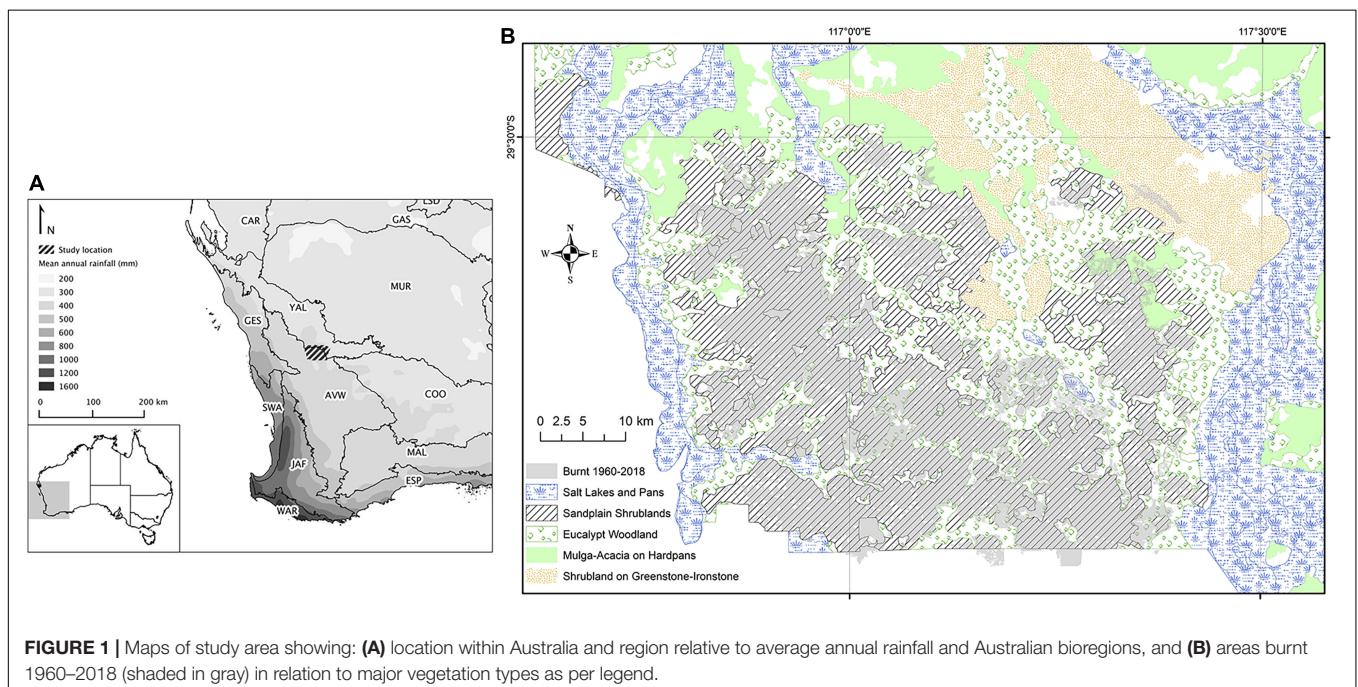 A
N
Study location
Mean annual rainfall (mm)
200
300
400
500
600
800
1000
1200
1600
0 100 200 km
CAR
GAS
MUR
YAL
GES
AVW
COO
SWA
JAF
MAL
ESP
WAR
B
117°0'0"E
117°30'0"E
29°30'0"S
N
W E
S
0 2.5 5 10 km
Burnt 1960-2018
Salt Lakes and Pans
Sandplain Shrublands
Eucalypt Woodland
Mulga-Acacia on Hardpans
Shrubland on Greenstone-Ironstone
FIGURE 1 | Maps of study area showing: (A) location within Australia and region relative to average annual rainfall and Australian bioregions, and (B) areas burnt
1960–2018 (shaded in gray) in relation to major vegetation types as per legend.